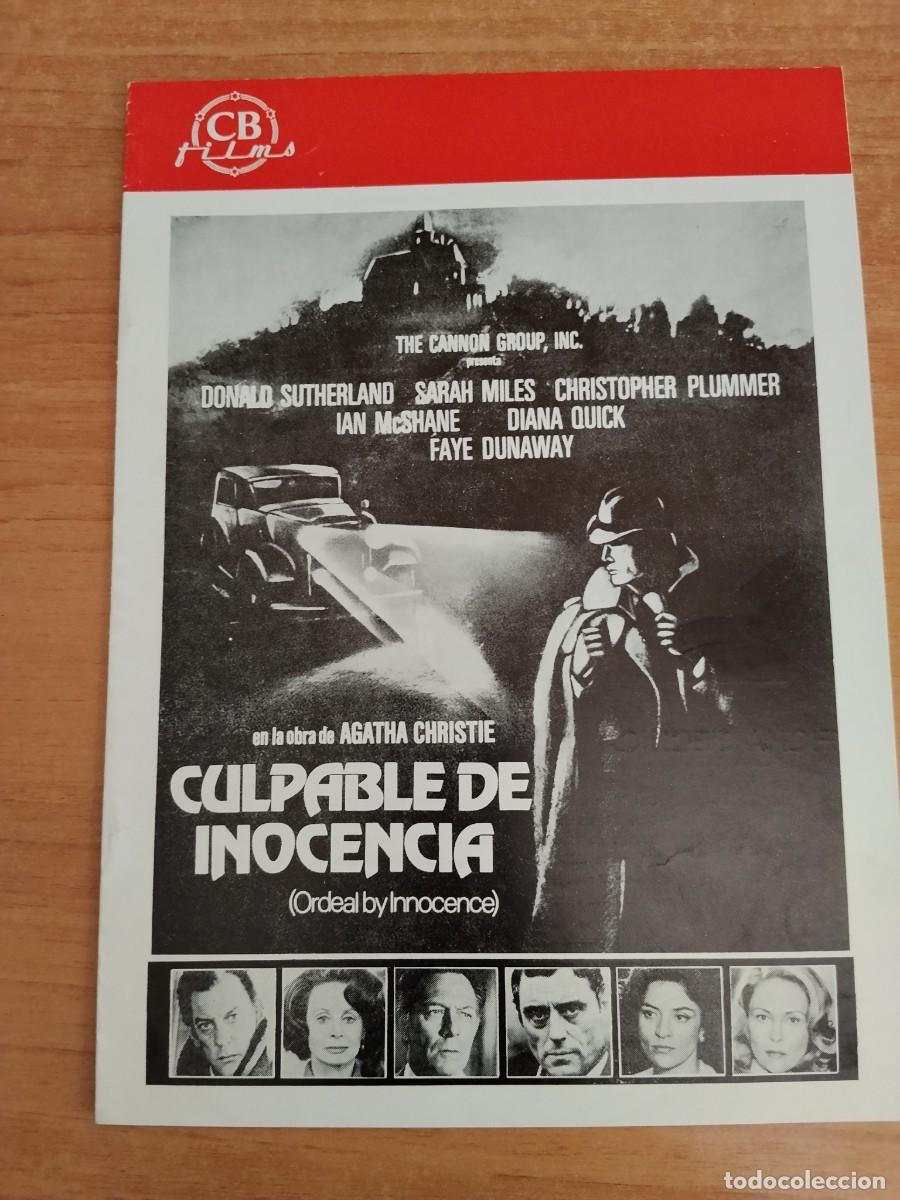 CB
films
THE CANNON GROUP, INC.
presenta
DONALD SUTHERLAND SARAH MILES CHRISTOPHER PLUMMER
IAN McSHANE DIANA QUICK
FAYE DUNAWAY
en la obra de AGATHA CHRISTIE
CULPABLE DE
INOCENCIA
(Ordeal by Innocence)
todocoleccion